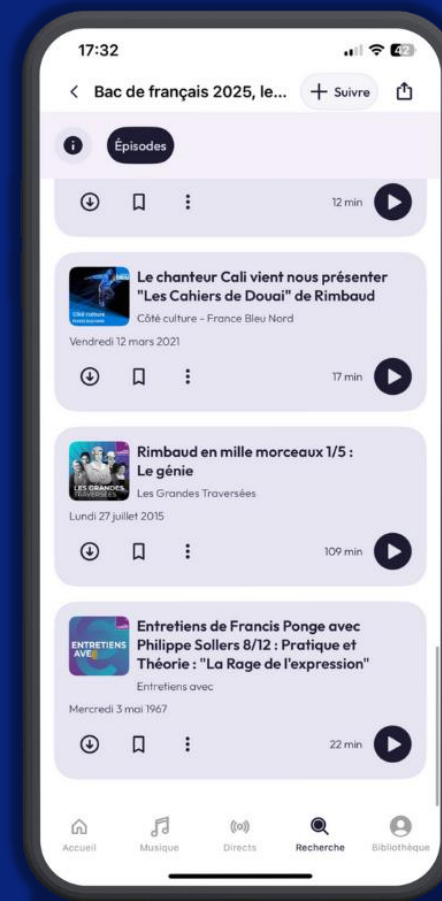 17:32
42
Bac de français 2025, le...
+ Suivre
i
Épisodes
12 min
Le chanteur Cali vient nous présenter
"Les Cahiers de Douai" de Rimbaud
Côté culture
Côté culture - France Bleu Nord
Vendredi 12 mars 2021
17 min
Rimbaud en mille morceaux 1/5 :
Le génie
LES GRANDES
TRAVERSÉES
Les Grandes Traversées
Lundi 27 juillet 2015
109 min
Entretiens de Francis Ponge avec
Philippe Sollers 8/12 : Pratique et
Théorie : "La Rage de l'expression"
ENTRETIENS
AVEC
Entretiens avec
Mercredi 3 mai 1967
22 min
Accueil
Musique
Directs
Recherche
Bibliothèque